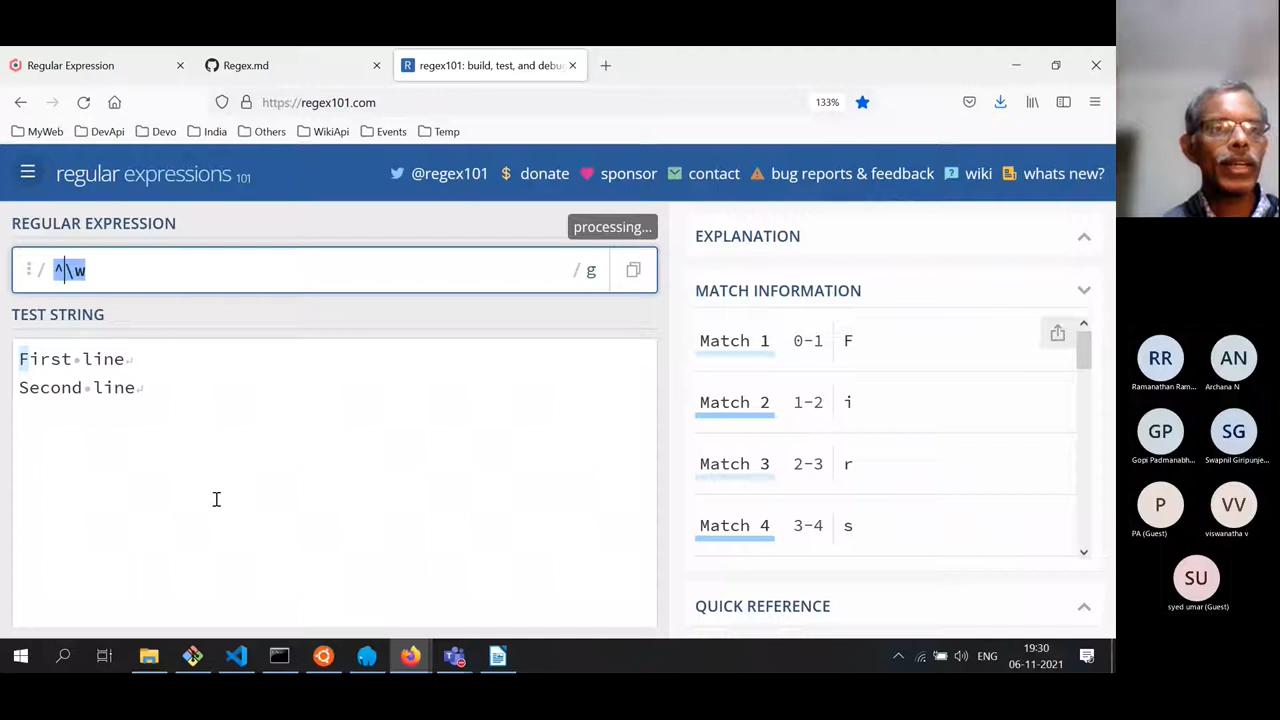 Regular Expression
Regex.md
regex101: build, test, and debu
https://regex101.com
133%
MyWeb
DevApi
Devo
India
Others
WikiApi
Events
Temp
regular expressions 101
@regex101
$ donate
sponsor
contact
bug reports & feedback
wiki
whats new?
REGULAR EXPRESSION
processing...
/ ^\w / g
TEST STRING
First·line
Second·line
EXPLANATION
MATCH INFORMATION
Match 1 0-1 F
Match 2 1-2 i
Match 3 2-3 r
Match 4 3-4 s
QUICK REFERENCE
RR
Ramanathan Ram...
AN
Archana N
GP
Gopi Padmanabh...
SG
Swapnil Giripunje...
P
PA (Guest)
VV
viswanatha v
SU
syed umar (Guest)
ENG
19:30
06-11-2021